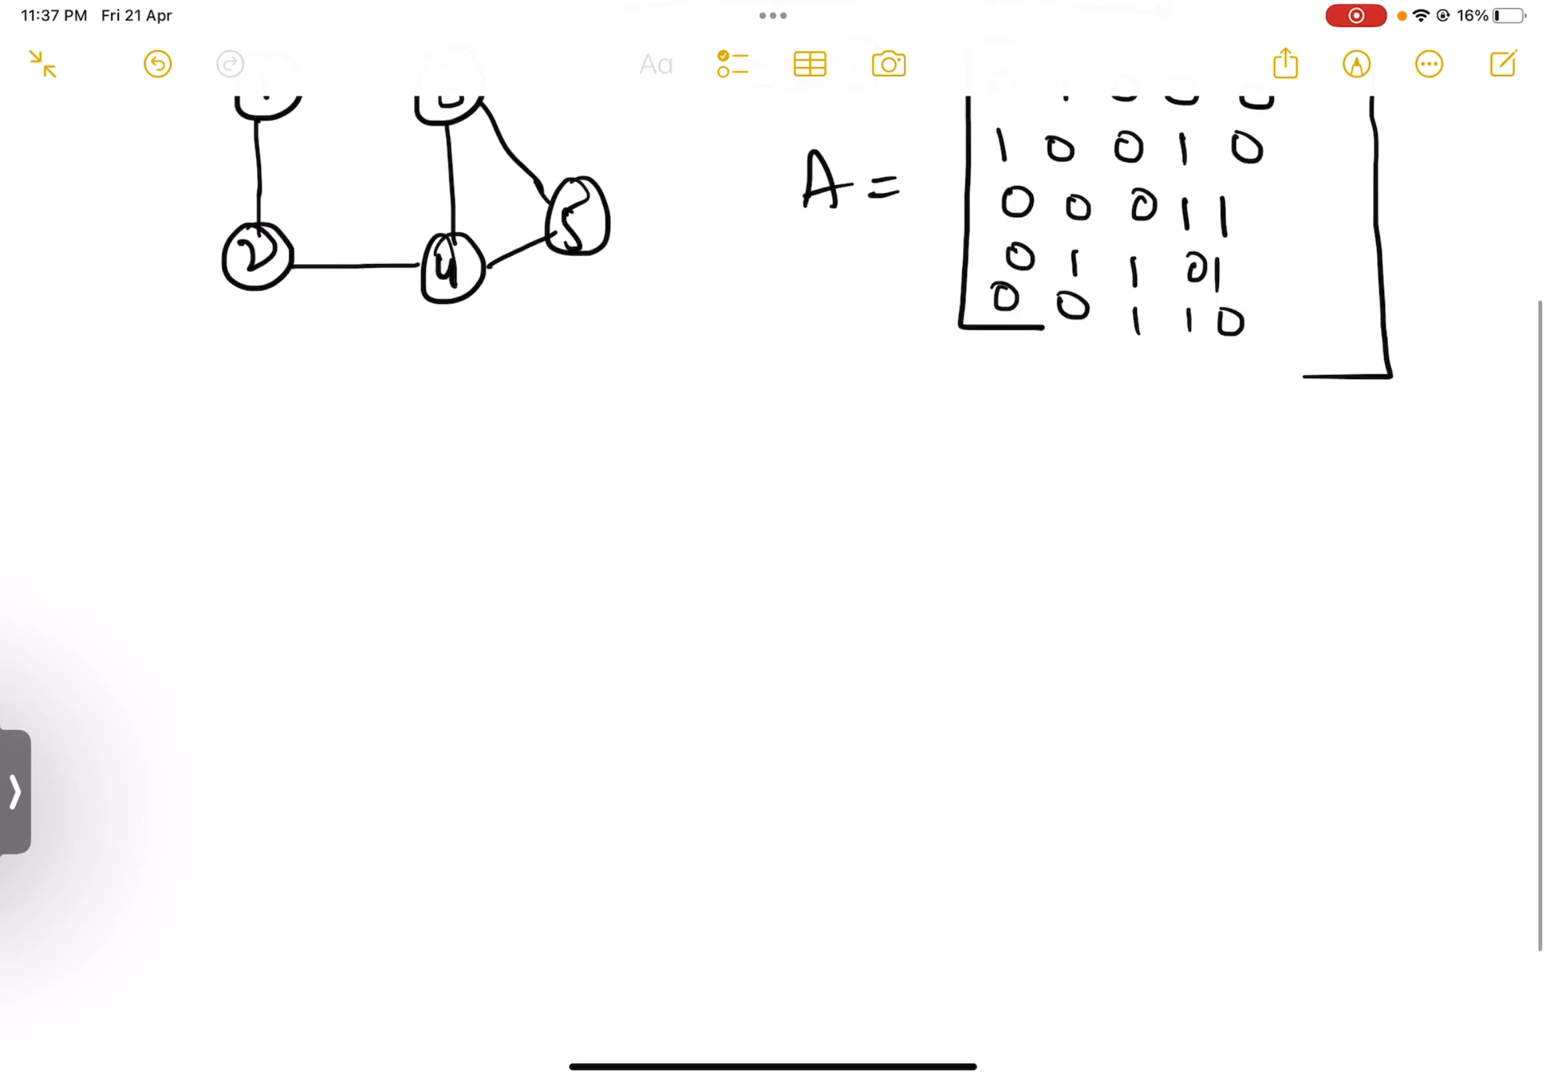 11:37 PM Fri 21 Apr
16%
Aa
2
4
5
A =
1 0 0 1 0
0 0 0 1 1
0 1 1 0 1
0 0 1 1 0